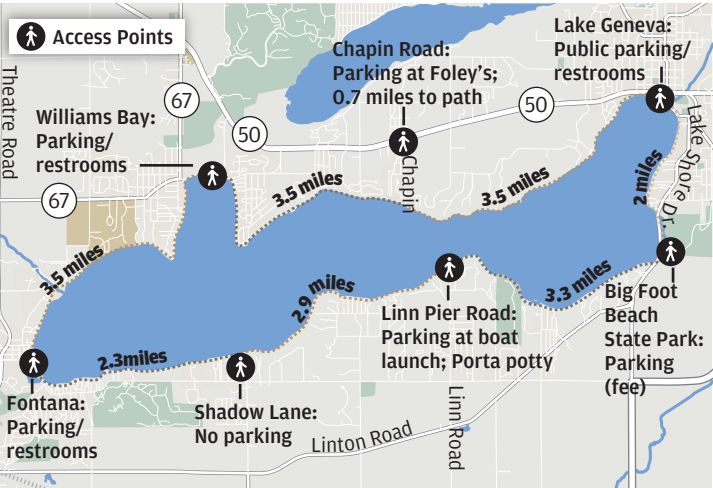 Access Points
Lake Geneva:
Public parking/
restrooms
Chapin Road:
Parking at Foley's;
0.7 miles to path
Theatre Road
67
50
50
Williams Bay:
Parking/
restrooms
67
Chapin
Lake Shore Dr.
3.5 miles
3.5 miles
2 miles
3.5 miles
2.9 miles
3.3 miles
2.3miles
Linn Pier Road:
Parking at boat
launch; Porta potty
Big Foot
Beach
State Park:
Parking
(fee)
Fontana:
Parking/
restrooms
Shadow Lane:
No parking
Linton Road
Linn Road